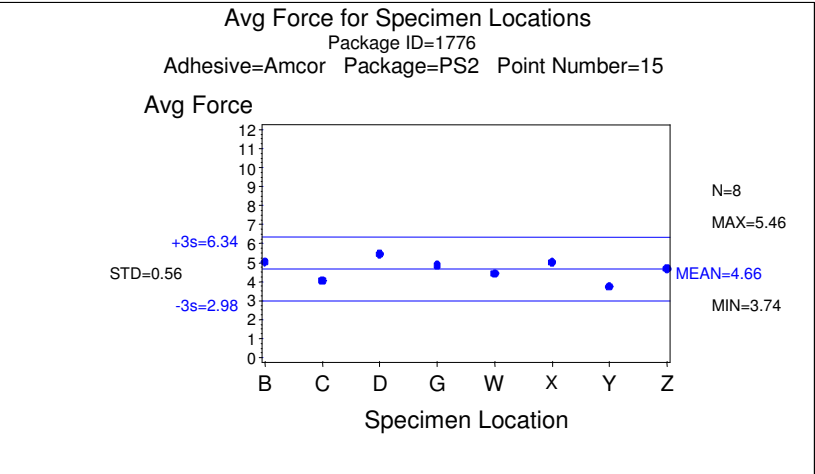 Avg Force for Specimen Locations
Package ID=1776
Adhesive=Amcor Package=PS2 Point Number=15
Avg Force
12
11
10
9
8
7
6
5
4
3
2
1
0
+3s=6.34
STD=0.56
-3s=2.98
N=8
MAX=5.46
MEAN=4.66
MIN=3.74
B C D G W X Y Z
Specimen Location